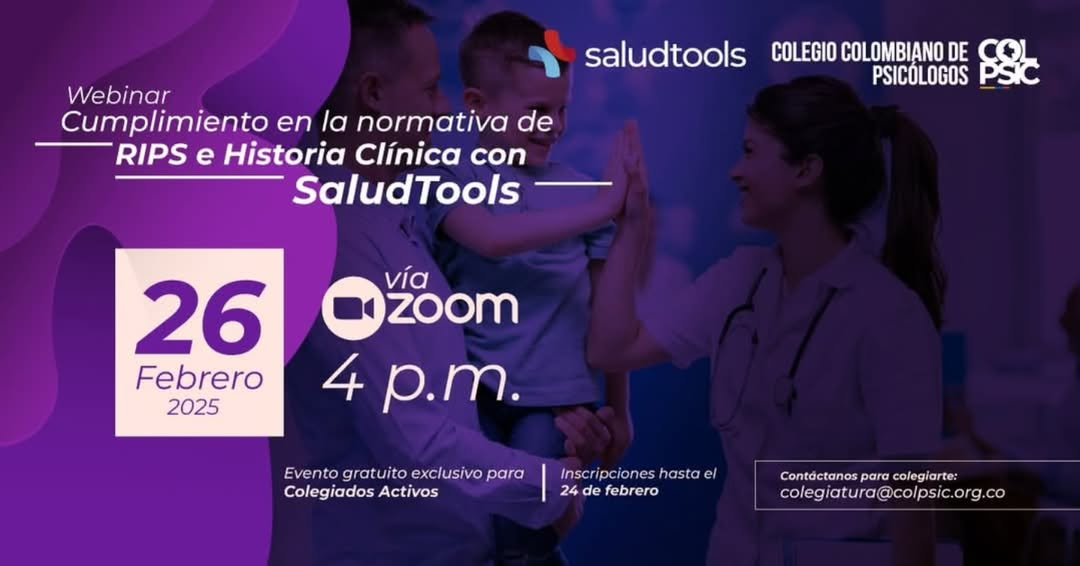 saludtools
COLEGIO COLOMBIANO DE
PSICÓLOGOS
COL
PSIC
Webinar
Cumplimiento en la normativa de
RIPS e Historia Clínica con
SaludTools
26
Febrero
2025
vía
zoom
4 p.m.
Evento gratuito exclusivo para
Colegiados Activos
Inscripciones hasta el
24 de febrero
Contáctanos para colegiarte:
colegiatura@colpsic.org.co